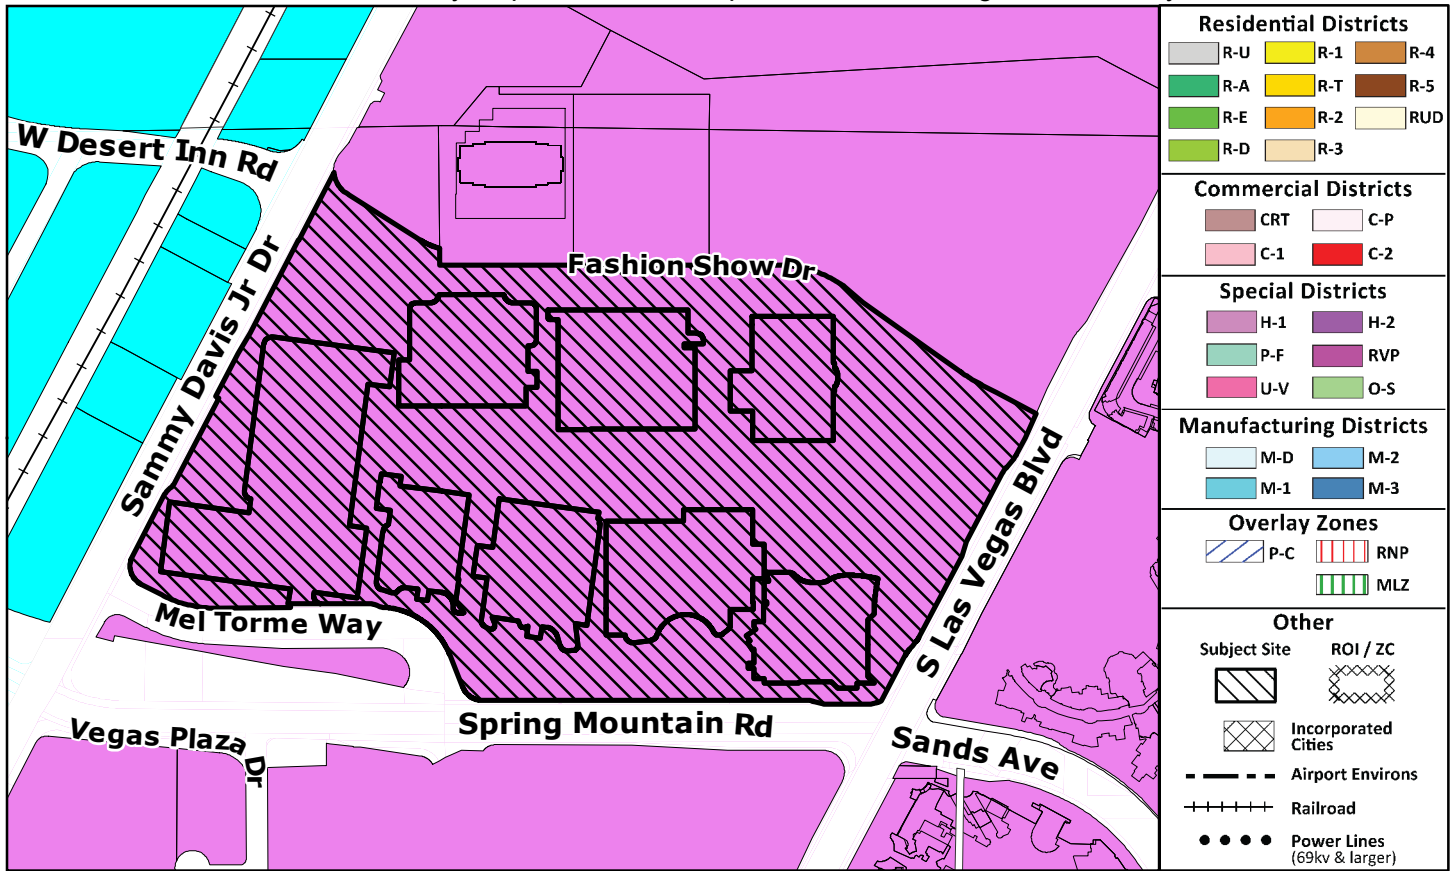 W Desert Inn Rd
Sammy Davis Jr Dr
Fashion Show Dr
S Las Vegas Blvd
Mel Torme Way
Spring Mountain Rd
Vegas Plaza Dr
Sands Ave
Residential Districts
R-U R-1 R-4
R-A R-T R-5
R-E R-2 RUD
R-D R-3
Commercial Districts
CRT C-P
C-1 C-2
Special Districts
H-1 H-2
P-F RVP
U-V O-S
Manufacturing Districts
M-D M-2
M-1 M-3
Overlay Zones
P-C RNP
MLZ
Other
Subject Site ROI / ZC
Incorporated
Cities
Airport Environs
Railroad
Power Lines
(69kv & larger)